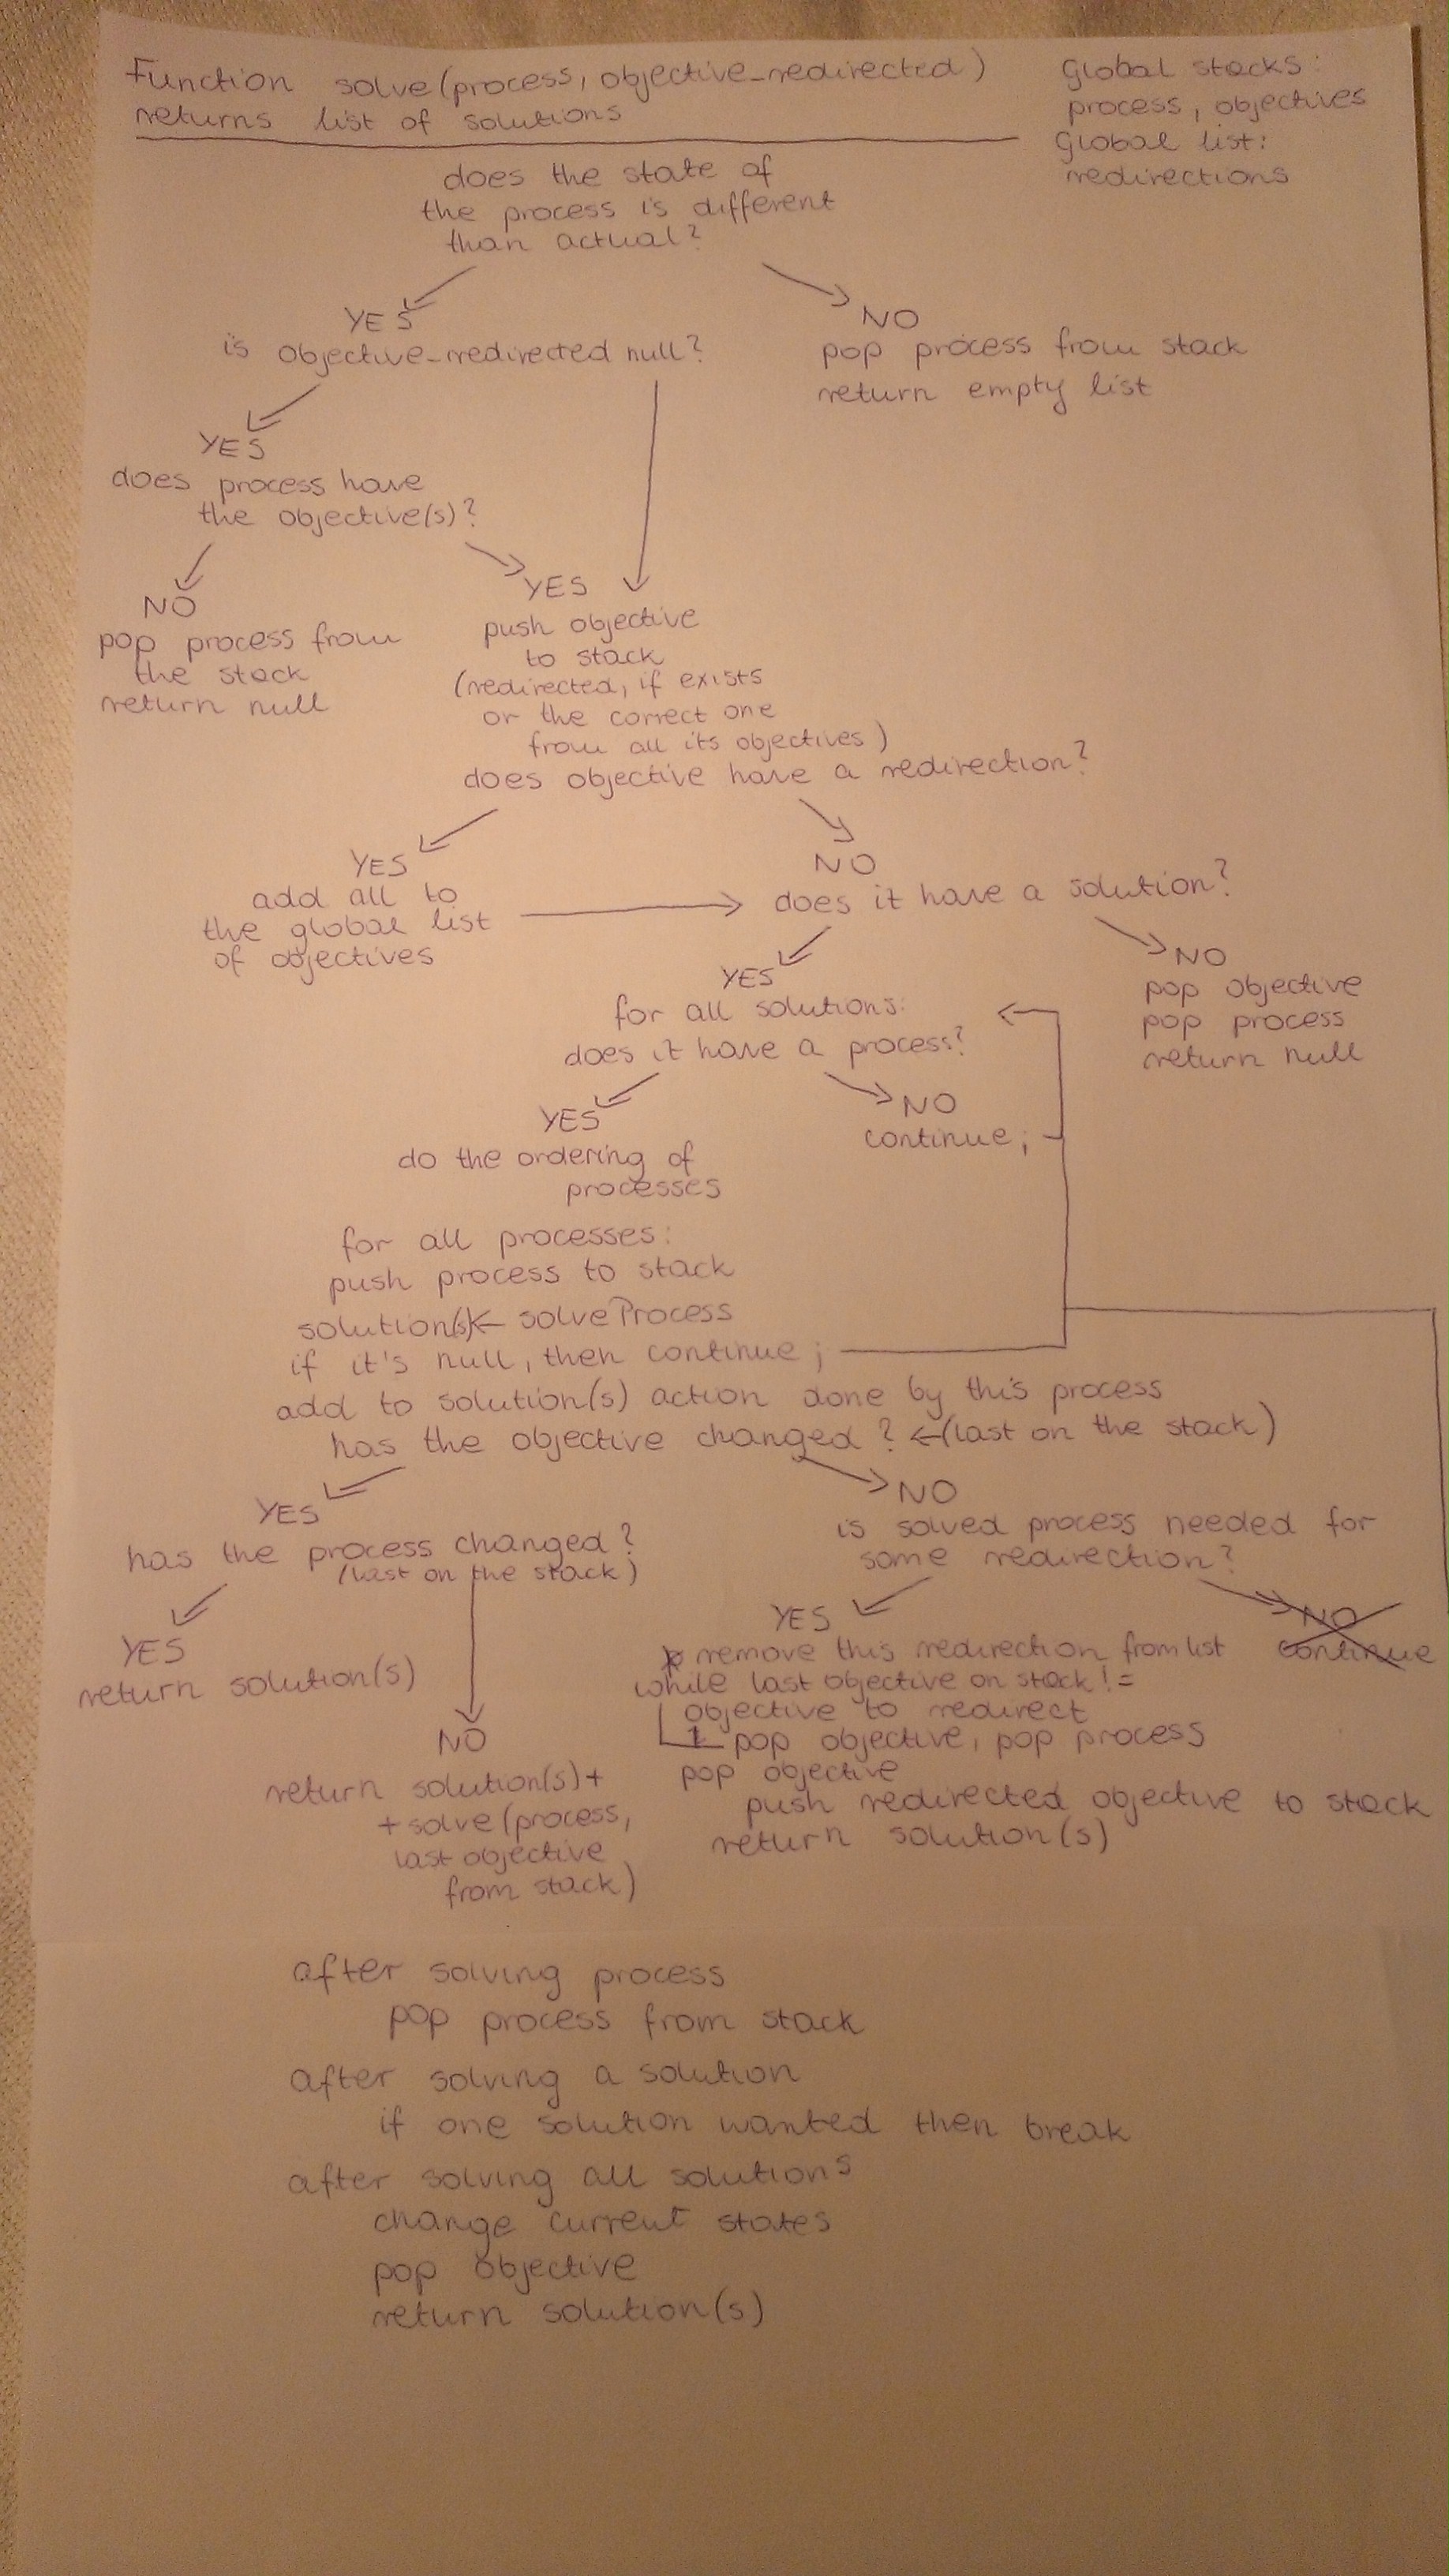 Function solve(process, objective_redirected)
returns list of solutions
Global stacks:
process, objectives
Global list:
redirections
does the state of
the process is different
than actual?
YES
is objective_redirected null?
NO
pop process from stack
return empty list
YES
does process have
the objective(s)?
NO
pop process from
the stack
return null
YES
push objective
to stack
(redirected, if exists
or the correct one
from all its objectives)
does objective have a redirection?
YES
add all to
the global list
of objectives
NO
does it have a solution?
YES
for all solutions:
does it have a process?
NO
pop objective
pop process
return null
YES
do the ordering of
processes
NO
continue;
for all processes:
push process to stack
solution(s)← solveProcess
if it's null, then continue;
add to solution(s) action done by this process
has the objective changed? ←(last on the stack)
YES
has the process changed?
(last on the stack)
NO
is solved process needed for
some redirection?
YES
return solution(s)
NO
return solution(s)+
+solve(process,
last objective
from stack)
YES
remove this redirection from list
while last objective on stack !=
objective to redirect
pop objective, pop process
pop objective
push redirected objective to stack
return solution(s)
NO
continue
after solving process
pop process from stack
after solving a solution
if one solution wanted then break
after solving all solutions
change current states
pop objective
return solution(s)